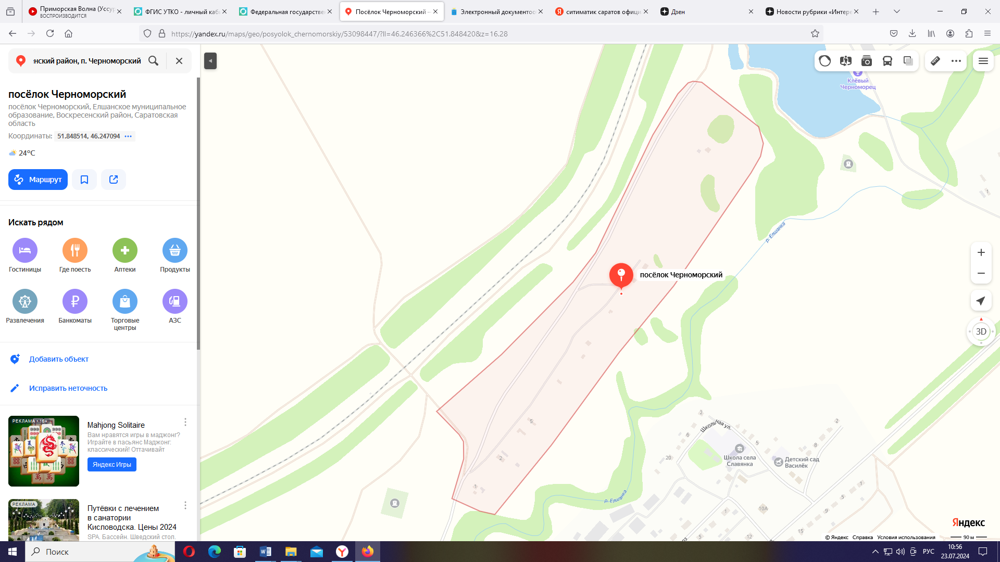 Приморская Волна (Уссур
ВОСПРОИЗВОДИТСЯ
ФГИС УТКО - личный каб
Федеральная государстве
Посёлок Черноморский —
Электронный документоо
ситиматик саратов офиц
Дзен
Новости рубрики «Интере
https://yandex.ru/maps/geo/posyolok_chernomorskiy/53098447/?ll=46.246366%2C51.848420&z=16.28
нский район, п. Черноморский
посёлок Черноморский
посёлок Черноморский, Елшанское муниципальное
образование, Воскресенский район, Саратовская
область
Координаты: 51.848514, 46.247094 •••
24°C
Маршрут
Искать рядом
Гостиницы
Где поесть
Аптеки
Продукты
Развлечения
Банкоматы
Торговые
центры
АЗС
Добавить объект
Исправить неточность
РЕКЛАМА • 16+
Mahjong Solitaire
Вам нравятся игры в маджонг?
Играйте в пасьянс Маджонг:
классический! Оттачивайт
Яндекс Игры
РЕКЛАМА
Путёвки с лечением
в санатории
Кисловодска. Цены 2024
SPA. Бассейн. Шведский стол.
Клёвый
Черноморец
1
р. Елшанка
посёлок Черноморский
3D
5
2
1
2
Школьная ул.
6
5
2
8
20
Школа села
Славянка
Детский сад
Василёк
7
р. Елшанка
5
10А
9
1
15
5
12
Яндекс
© Яндекс Справка Условия использования
90 м
Поиск
РУС
10:56
23.07.2024